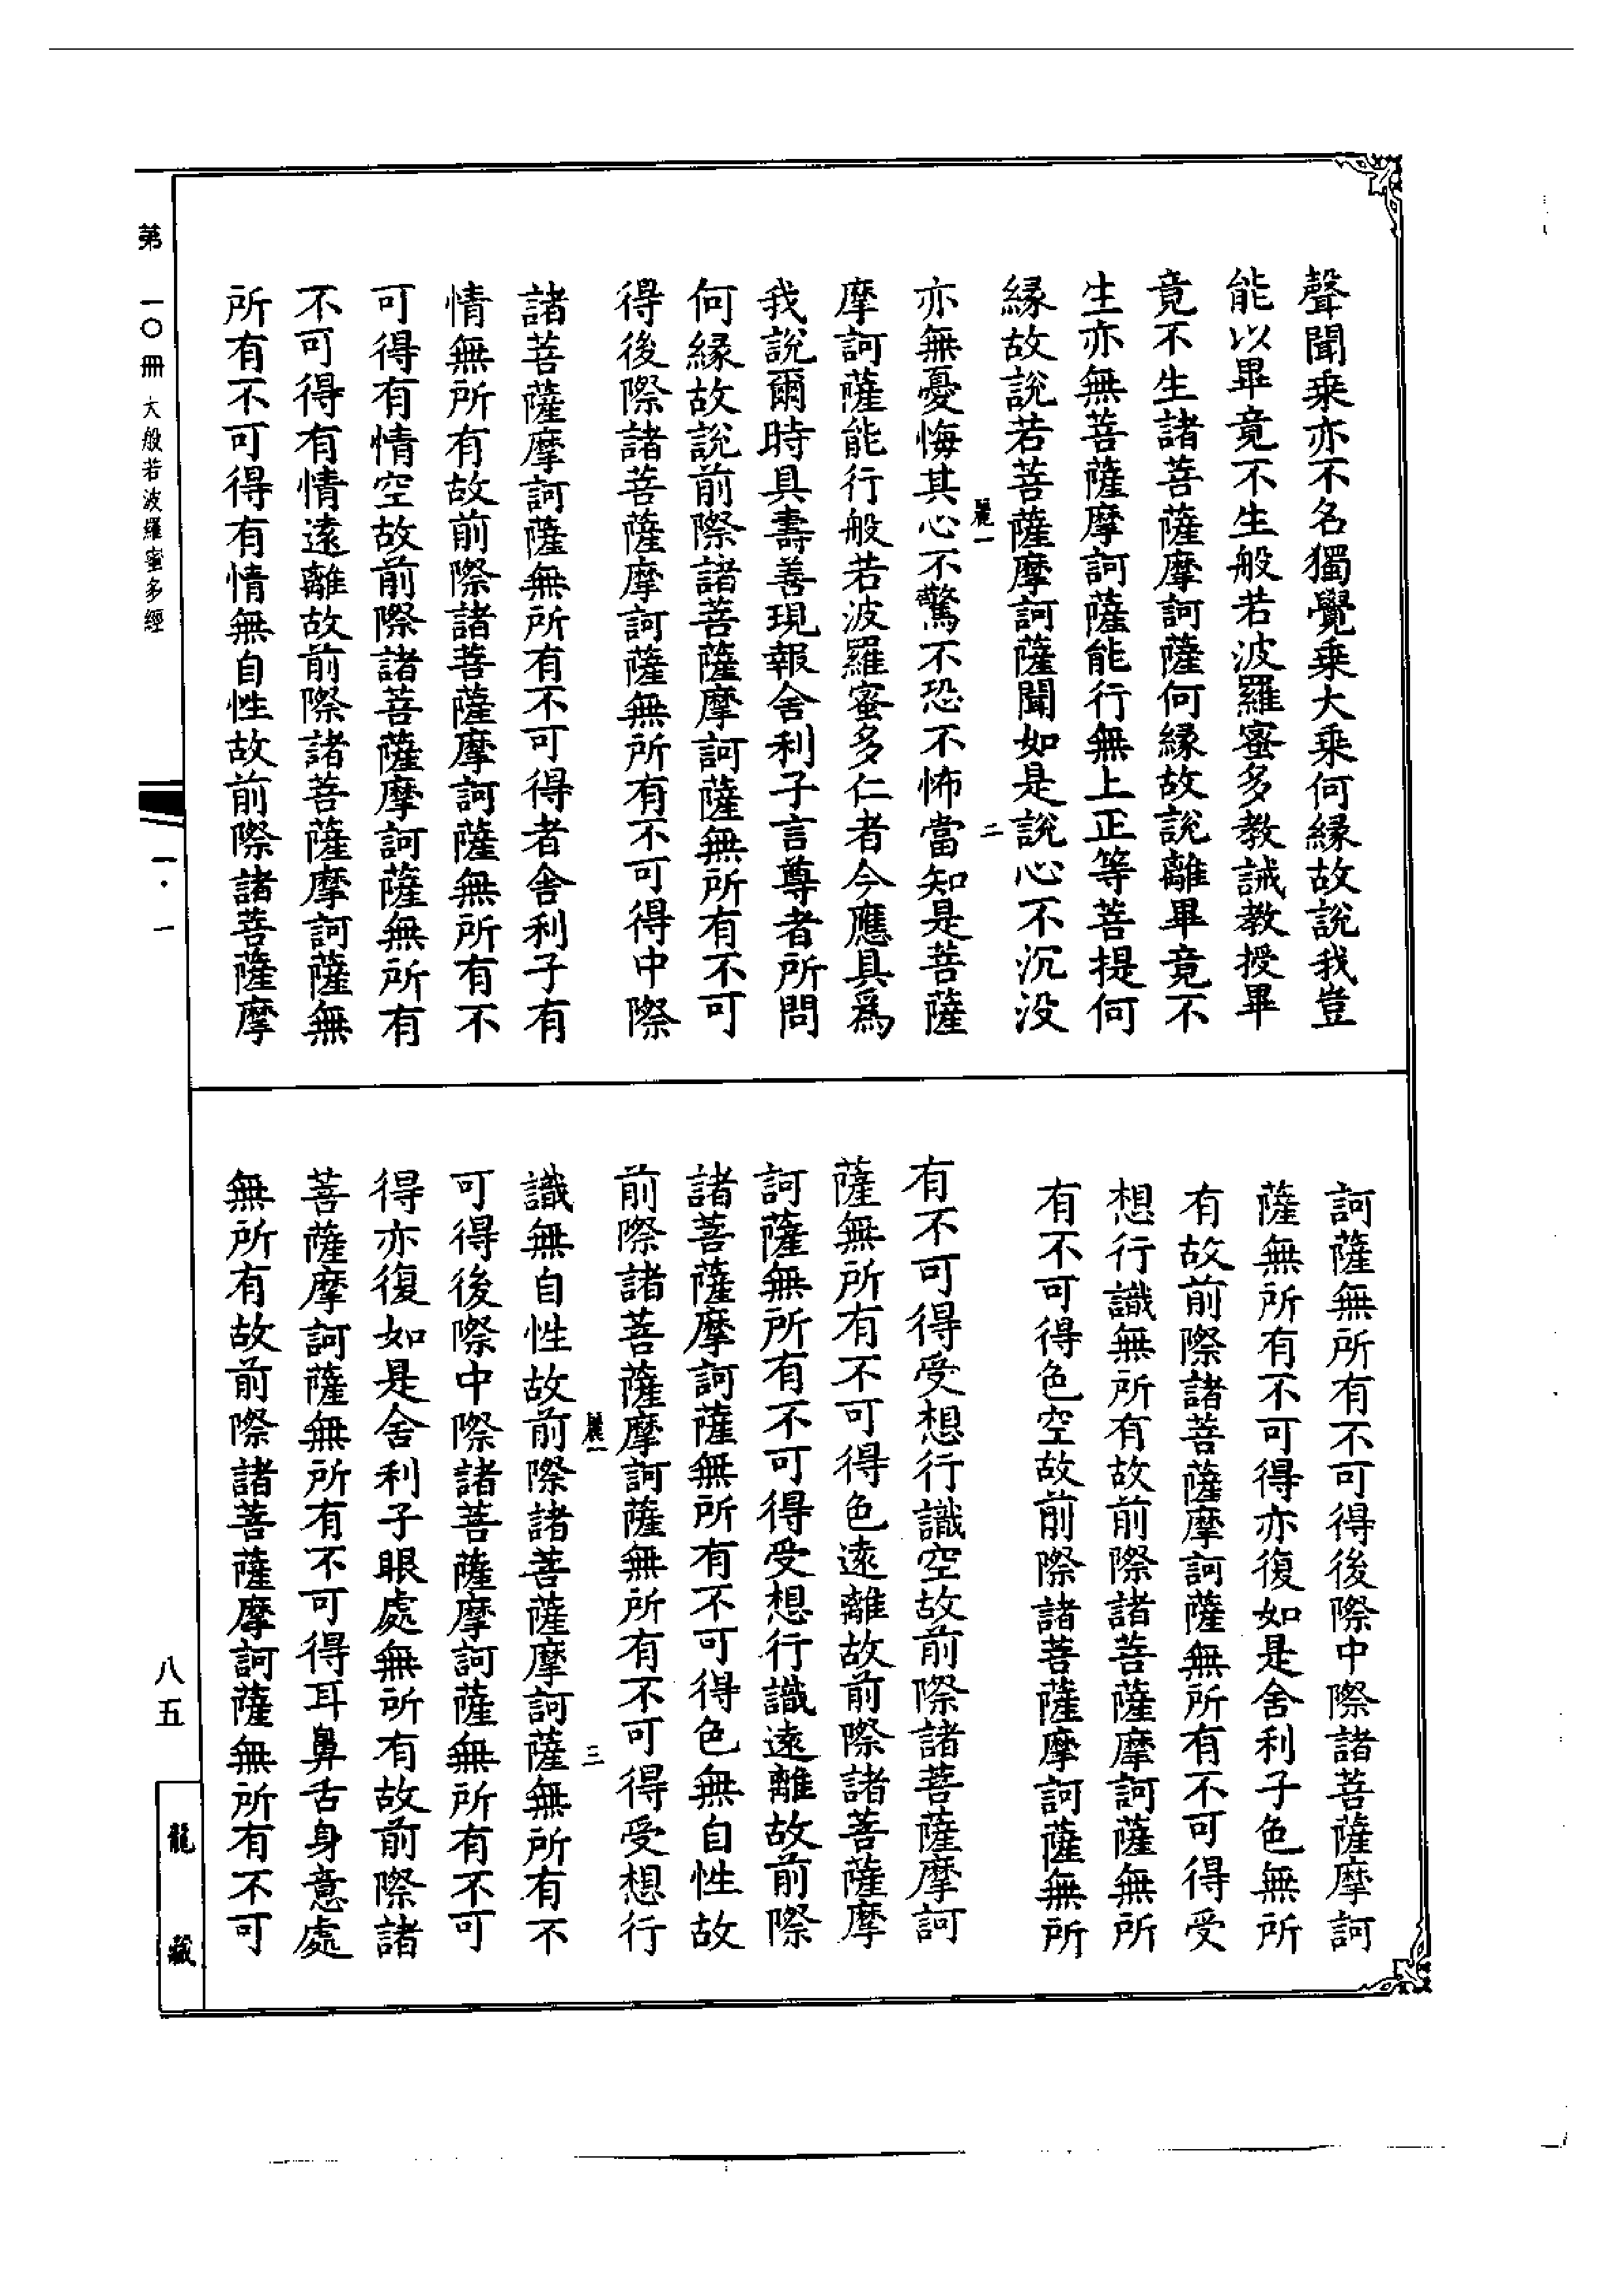 聲聞乗亦不名獨覺乗大乗何縁故說我豈
能以畢竟不生般若波羅蜜多教誡教授畢
竟不生諸菩薩摩訶薩何縁故說離畢竟不
生亦無菩薩摩訶薩能行無上正等菩提何
縁故說若菩薩摩訶薩聞如是說心不沉没
麗一 二
亦無憂悔其心不驚不恐不怖當知是菩薩
摩訶薩能行般若波羅蜜多仁者今應具爲
我說爾時具壽善現報舍利子言尊者所問
何縁故說前際諸菩薩摩訶薩無所有不可
得後際諸菩薩摩訶薩無所有不可得中際
諸菩薩摩訶薩無所有不可得者舍利子有
情無所有故前際諸菩薩摩訶薩無所有不
可得有情空故前際諸菩薩摩訶薩無所有
不可得有情遠離故前際諸菩薩摩訶薩無
所有不可得有情無自性故前際諸菩薩摩
訶薩無所有不可得後際中際諸菩薩摩訶
薩無所有不可得亦復如是舍利子色無所
有故前際諸菩薩摩訶薩無所有不可得受
想行識無所有故前際諸菩薩摩訶薩無所
有不可得色空故前際諸菩薩摩訶薩無所
有不可得受想行識空故前際諸菩薩摩訶
薩無所有不可得色遠離故前際諸菩薩摩
訶薩無所有不可得受想行識遠離故前際
諸菩薩摩訶薩無所有不可得色無自性故
前際諸菩薩摩訶薩無所有不可得受想行
麗一 三
識無自性故前際諸菩薩摩訶薩無所有不
可得後際中際諸菩薩摩訶薩無所有不可
得亦復如是舍利子眼處無所有故前際諸
菩薩摩訶薩無所有不可得耳鼻舌身意處
無所有故前際諸菩薩摩訶薩無所有不可
第一〇冊 大般若波羅蜜多經 一·一 八五 龍藏